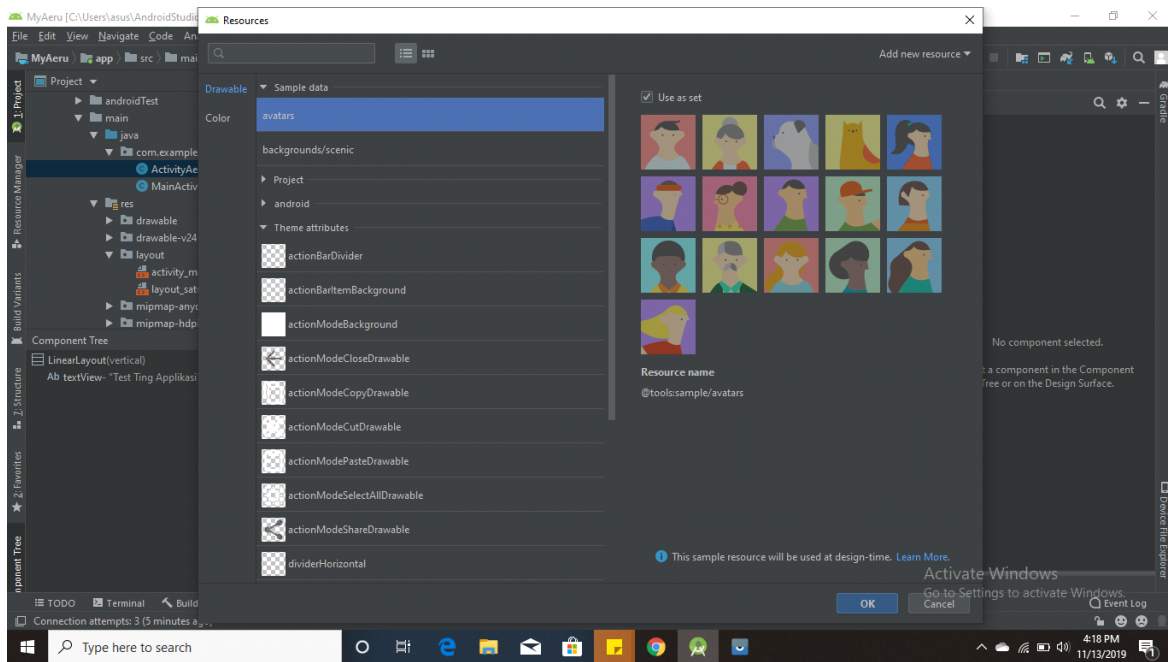 MyAeru [C:\Users\asus\AndroidStudio
Resources
File Edit View Navigate Code An
MyAeru app src mai
Add new resource
Project
androidTest
main
java
com.example
ActivityAe
MainActiv
res
drawable
drawable-v24
layout
activity_m
layout_sat
mipmap-anyd
mipmap-hdp
Component Tree
LinearLayout(vertical)
Ab textView- "Test Ting Applikasi
1: Project
Resource Manager
Build Variants
7: Structure
2: Favorites
ponent Tree
Drawable
Color
Sample data
avatars
backgrounds/scenic
Project
android
Theme attributes
actionBarDivider
actionBarItemBackground
actionModeBackground
actionModeCloseDrawable
actionModeCopyDrawable
actionModeCutDrawable
actionModePasteDrawable
actionModeSelectAllDrawable
actionModeShareDrawable
dividerHorizontal
Use as set
Resource name
@tools:sample/avatars
This sample resource will be used at design-time. Learn More.
OK
Cancel
No component selected.
t a component in the Component
Tree or on the Design Surface.
Gradle
Device File Explorer
Activate Windows
Go to Settings to activate Windows.
TODO Terminal Build
Event Log
Connection attempts: 3 (5 minutes ago)
Type here to search
4:18 PM
11/13/2019
1